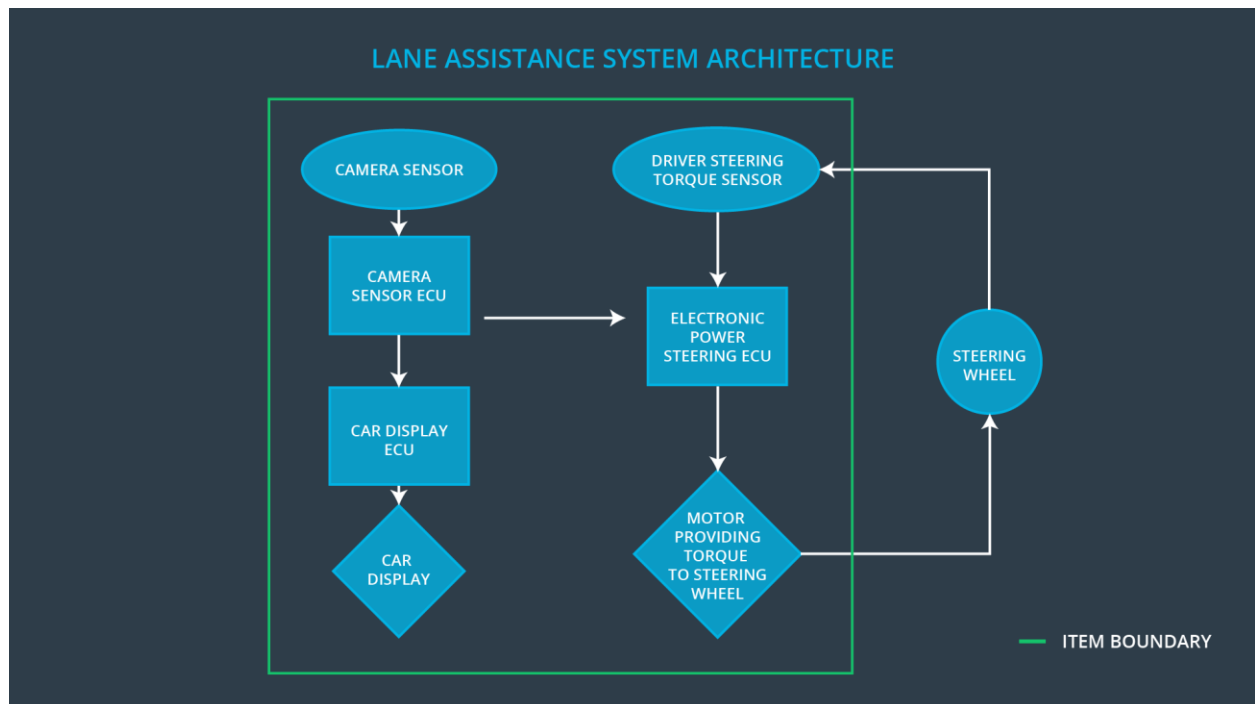 LANE ASSISTANCE SYSTEM ARCHITECTURE
CAMERA SENSOR
DRIVER STEERING
TORQUE SENSOR
CAMERA
SENSOR ECU
ELECTRONIC
POWER
STEERING ECU
STEERING
WHEEL
CAR DISPLAY
ECU
CAR
DISPLAY
MOTOR
PROVIDING
TORQUE
TO STEERING
WHEEL
ITEM BOUNDARY